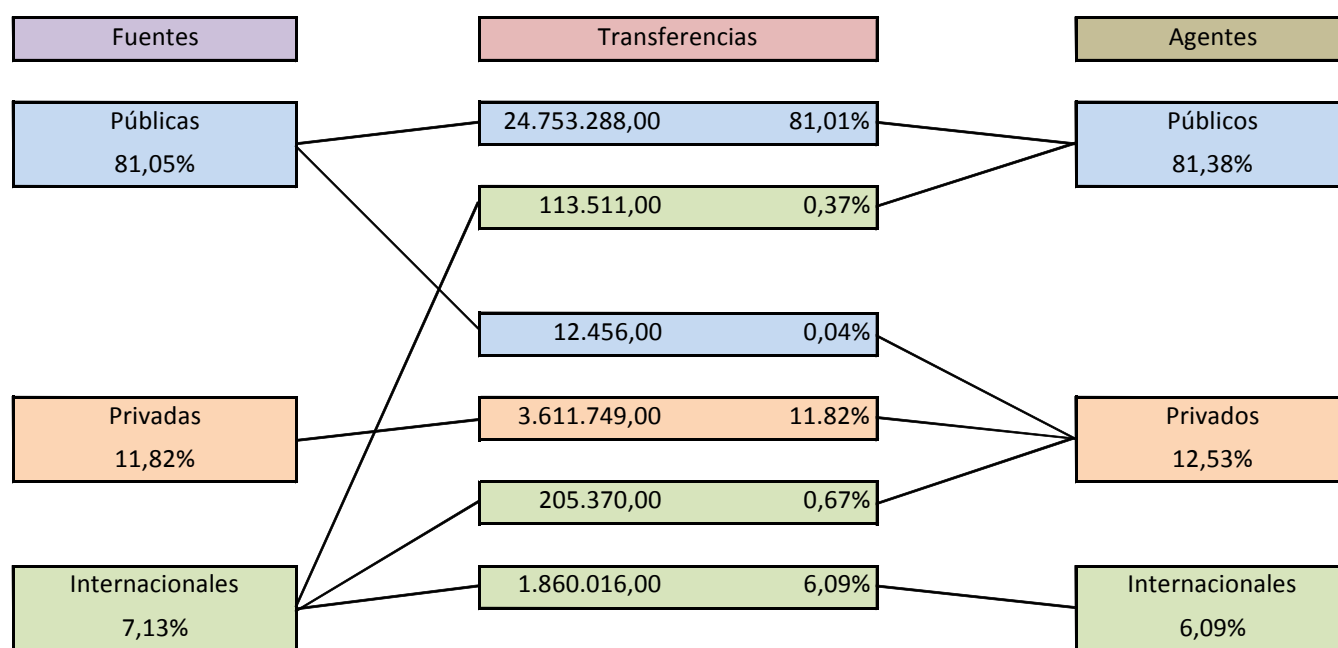 Fuentes Transferencias Agentes
Públicas 24.753.288,00 81,01% Públicos
81,05% 81,38%
113.511,00 0,37%
12.456,00 0,04%
Privadas 3.611.749,00 11.82% Privados
11,82% 12,53%
205.370,00 0,67%
Internacionales 1.860.016,00 6,09% Internacionales
7,13% 6,09%